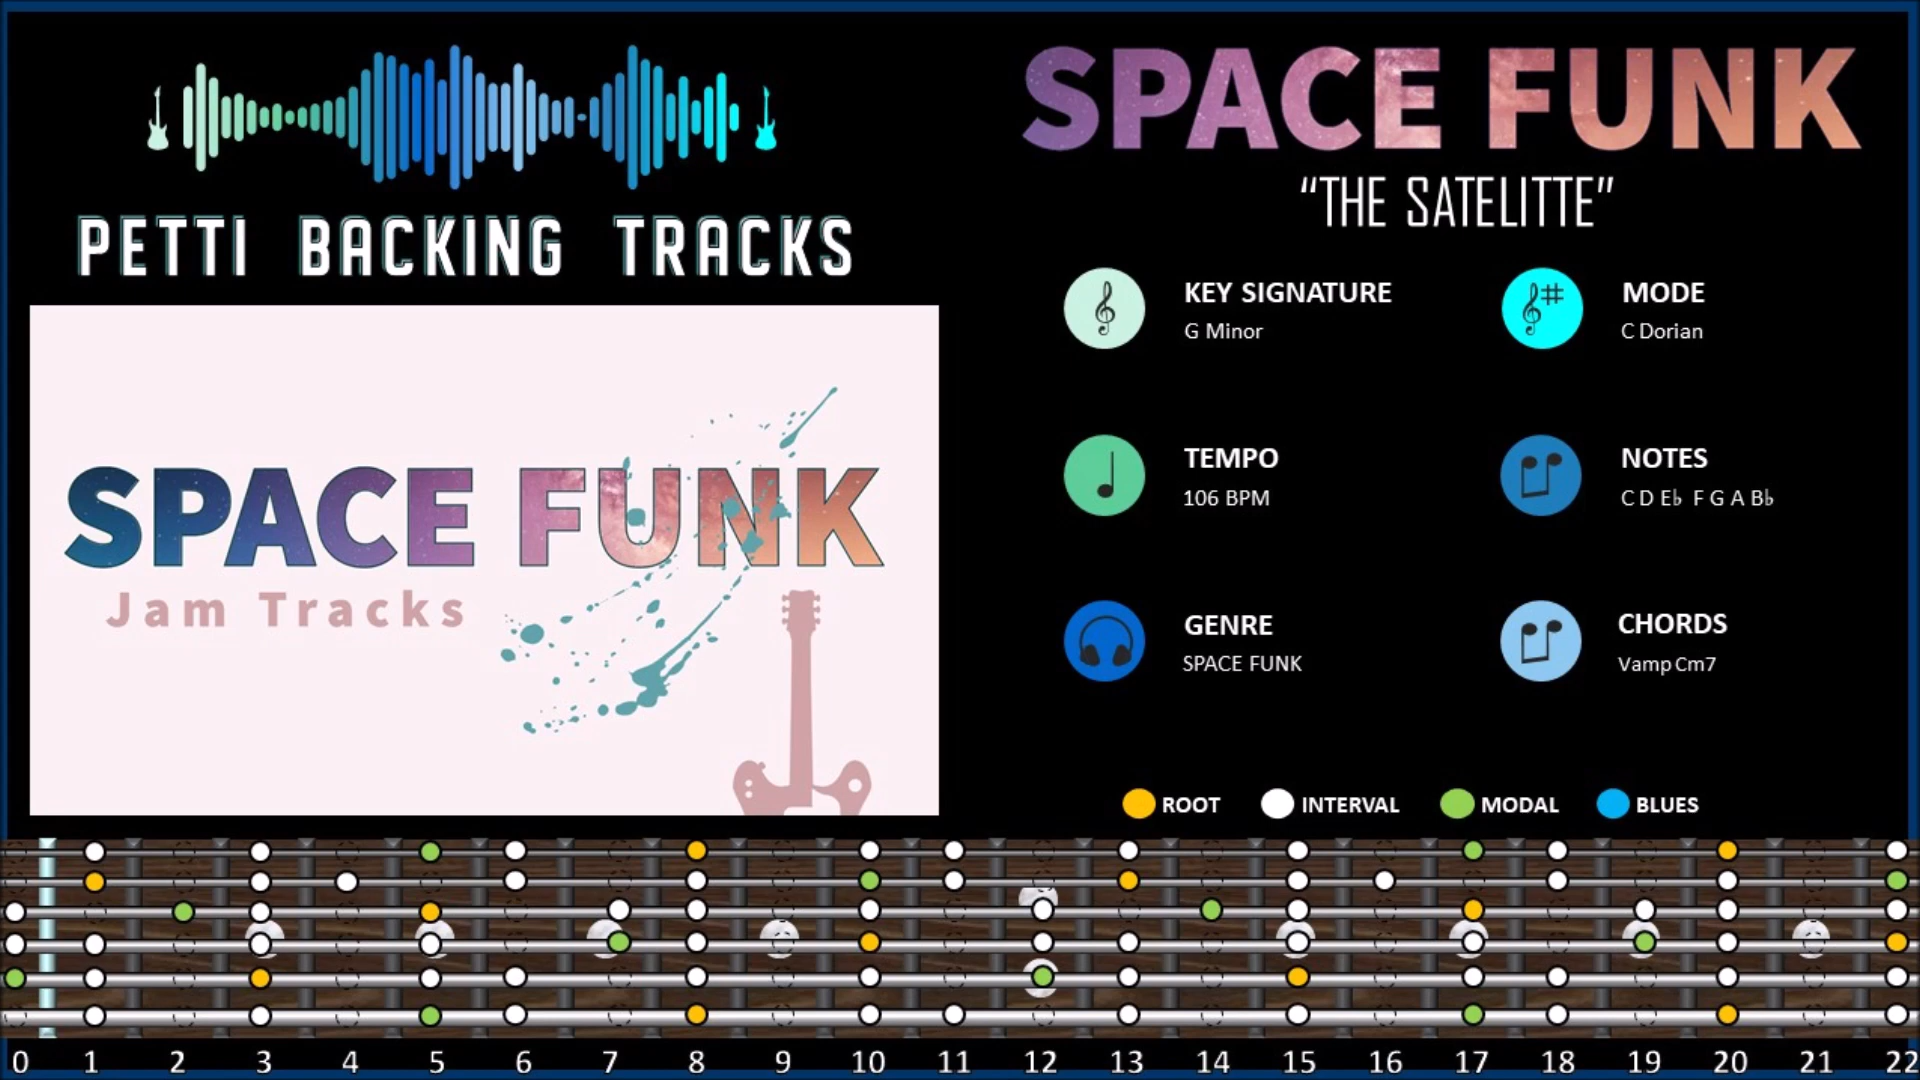 PETTI BACKING TRACKS
SPACE FUNK
Jam Tracks
SPACE FUNK
“THE SATELITTE”
KEY SIGNATURE
G Minor
MODE
C Dorian
TEMPO
106 BPM
NOTES
C D E♭ F G A B♭
GENRE
SPACE FUNK
CHORDS
Vamp Cm7
ROOT INTERVAL MODAL BLUES
0 1 2 3 4 5 6 7 8 9 10 11 12 13 14 15 16 17 18 19 20 21 22